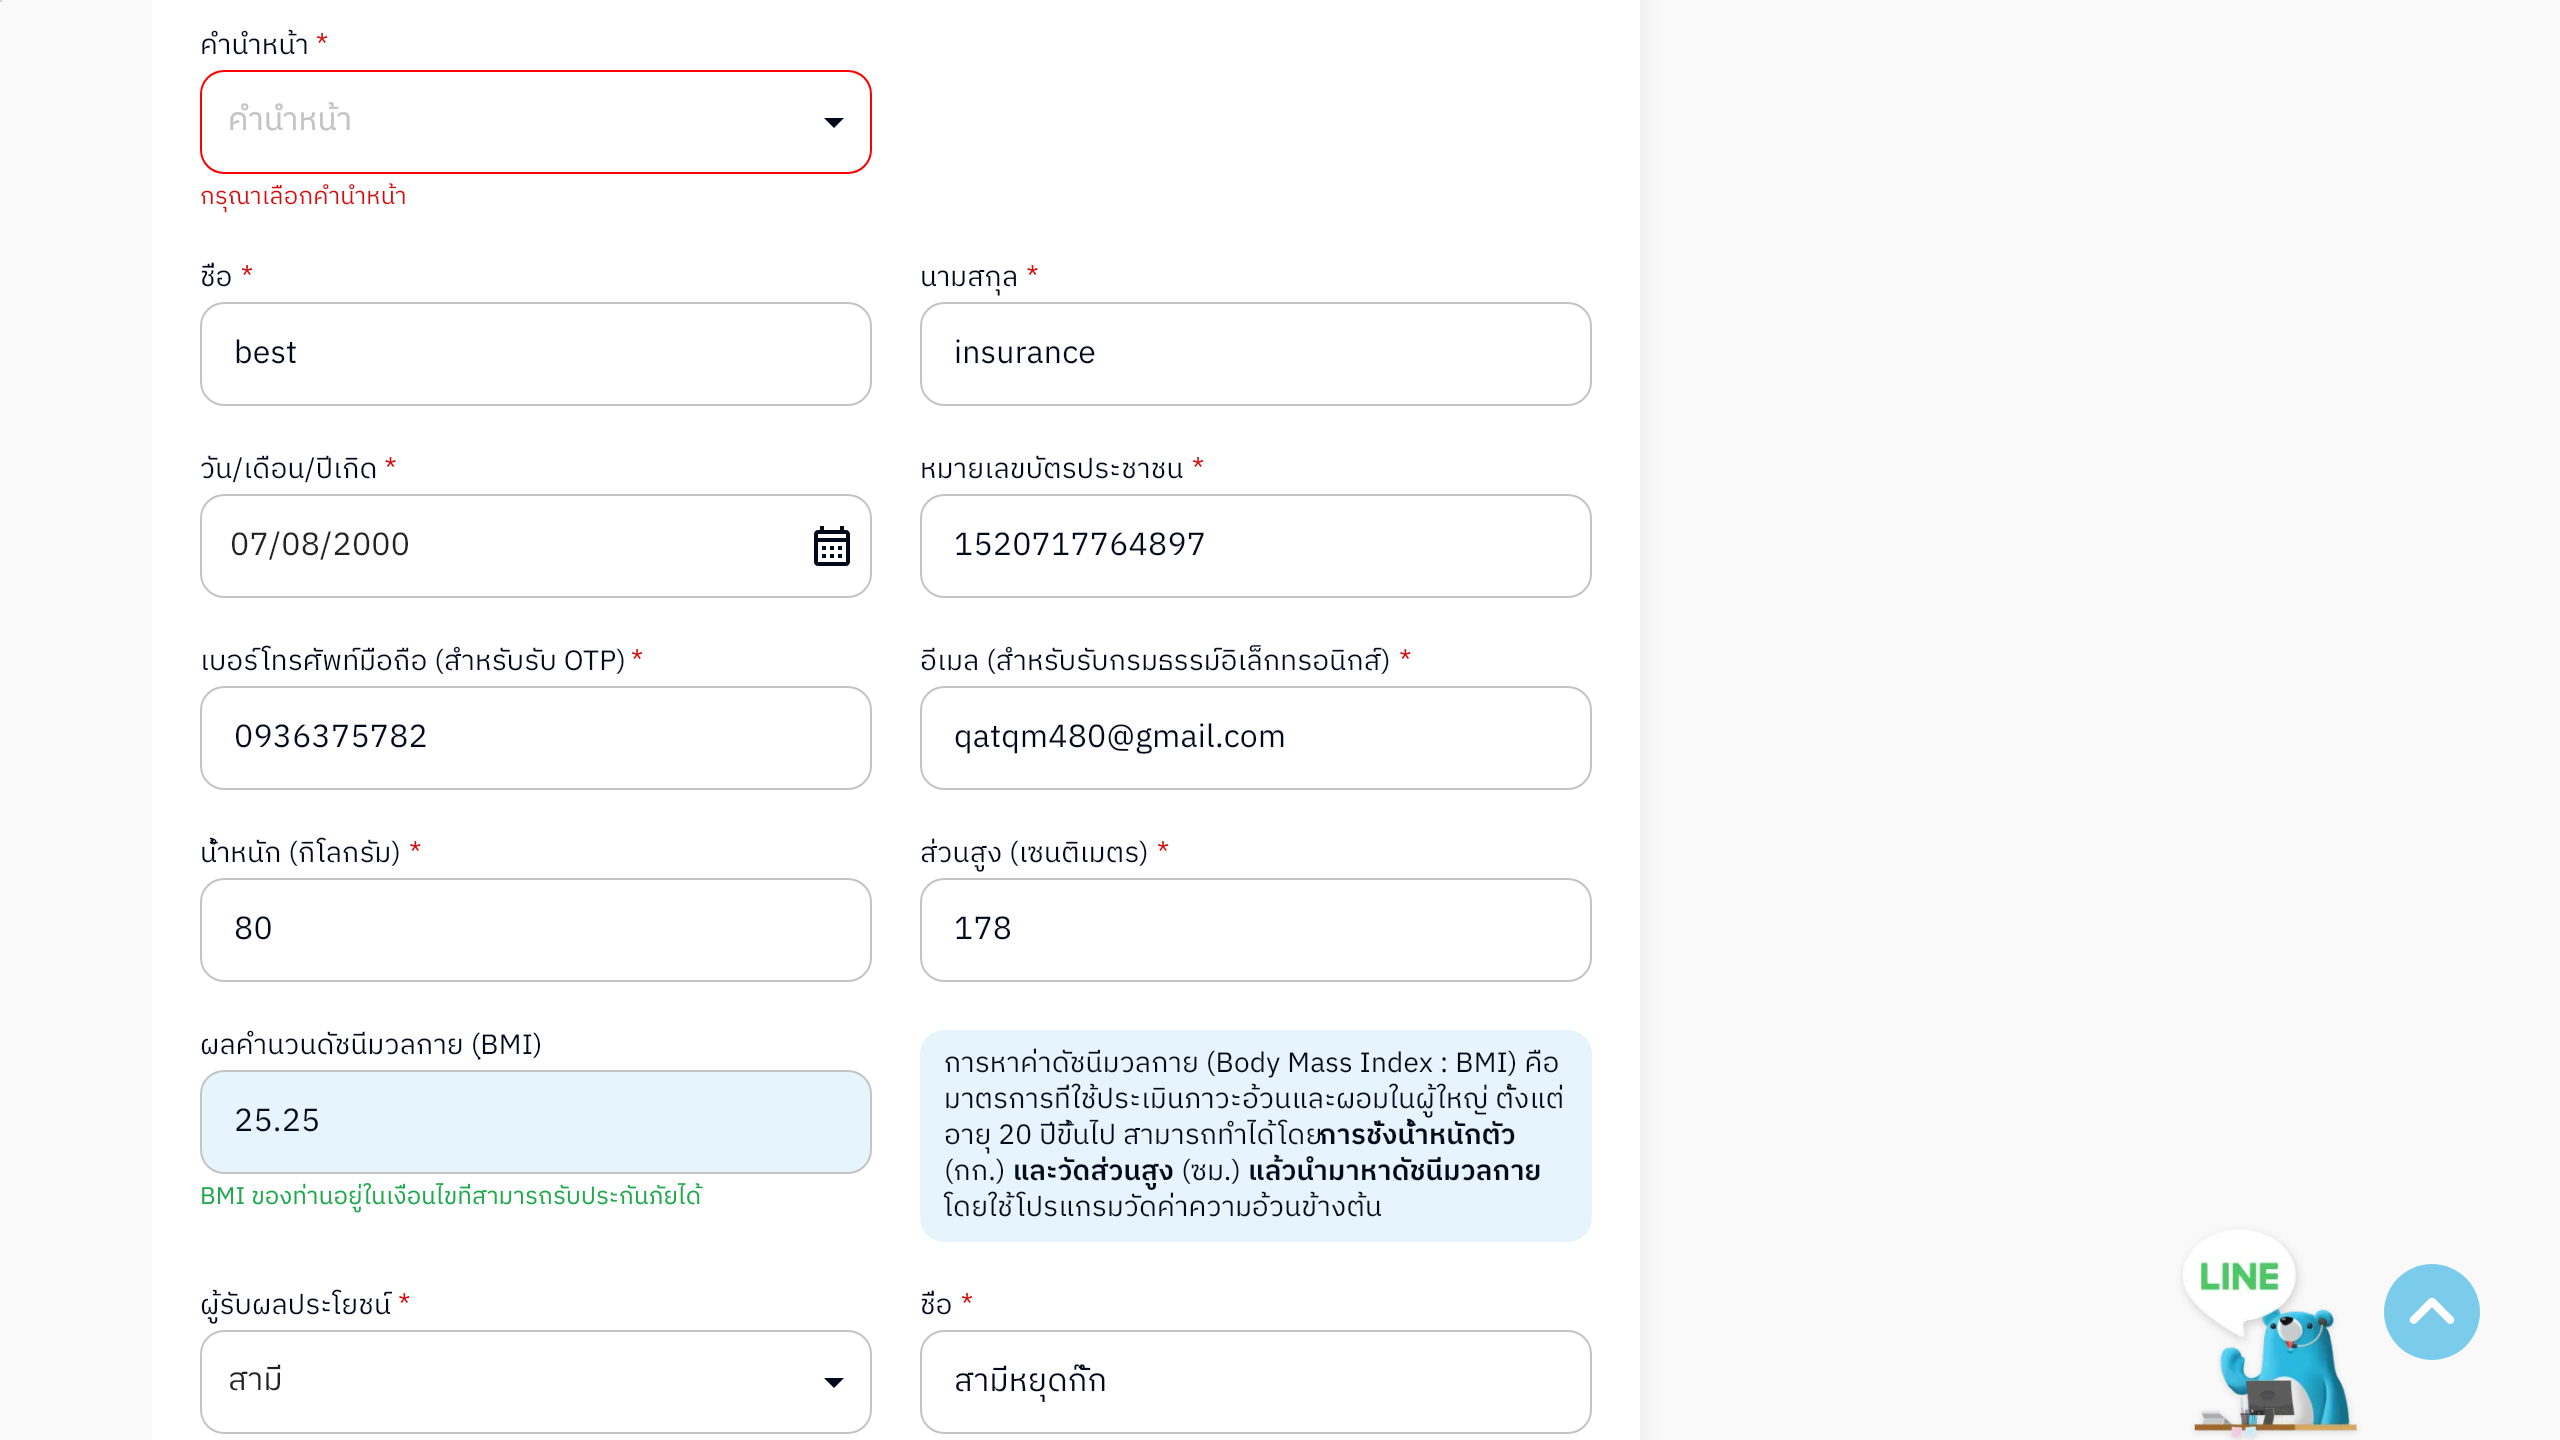 คำนำหน้า *
คำนำหน้า
กรุณาเลือกคำนำหน้า
ชื่อ *
นามสกุล *
best
insurance
วัน/เดือน/ปีเกิด *
หมายเลขบัตรประชาชน *
07/08/2000
1520717764897
เบอร์โทรศัพท์มือถือ (สำหรับรับ OTP) *
อีเมล (สำหรับรับกรมธรรม์อิเล็กทรอนิกส์) *
0936375782
qatqm480@gmail.com
น้ำหนัก (กิโลกรัม) *
ส่วนสูง (เซนติเมตร) *
80
178
ผลคำนวนดัชนีมวลกาย (BMI)
25.25
BMI ของท่านอยู่ในเงื่อนไขที่สามารถรับประกันภัยได้
การหาค่าดัชนีมวลกาย (Body Mass Index : BMI) คือ
มาตรการที่ใช้ประเมินภาวะอ้วนและผอมในผู้ใหญ่ ตั้งแต่
อายุ 20 ปีขึ้นไป สามารถทำได้โดยการชั่งน้ำหนักตัว
(กก.) และวัดส่วนสูง (ซม.) แล้วนำมาหาดัชนีมวลกาย
โดยใช้โปรแกรมวัดค่าความอ้วนข้างต้น
ผู้รับผลประโยชน์ *
ชื่อ *
สามี
สามีหยุดกั๊ก
LINE